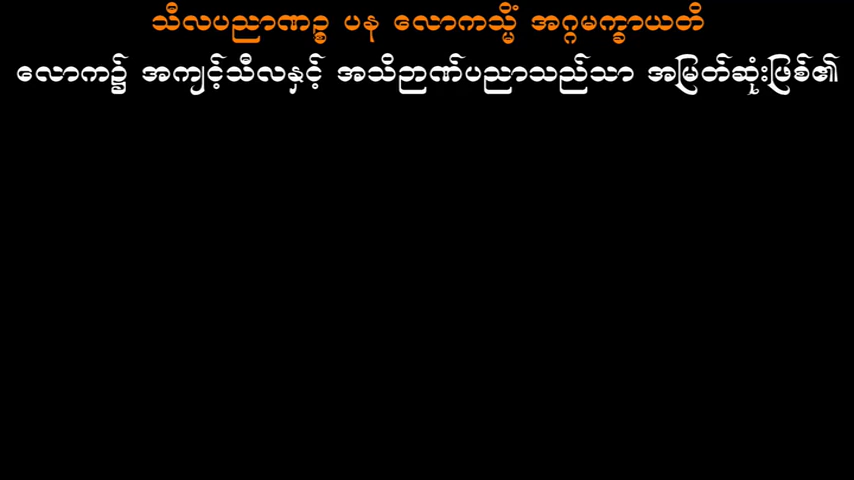 သီလပညာဏဉ္စ ပန လောကသ္မိံ အဂ္ဂမက္ခာယတိ
လောက၌ အကျင့်သီလနှင့် အသိဉာဏ်ပညာသည်သာ အမြတ်ဆုံးဖြစ်၏